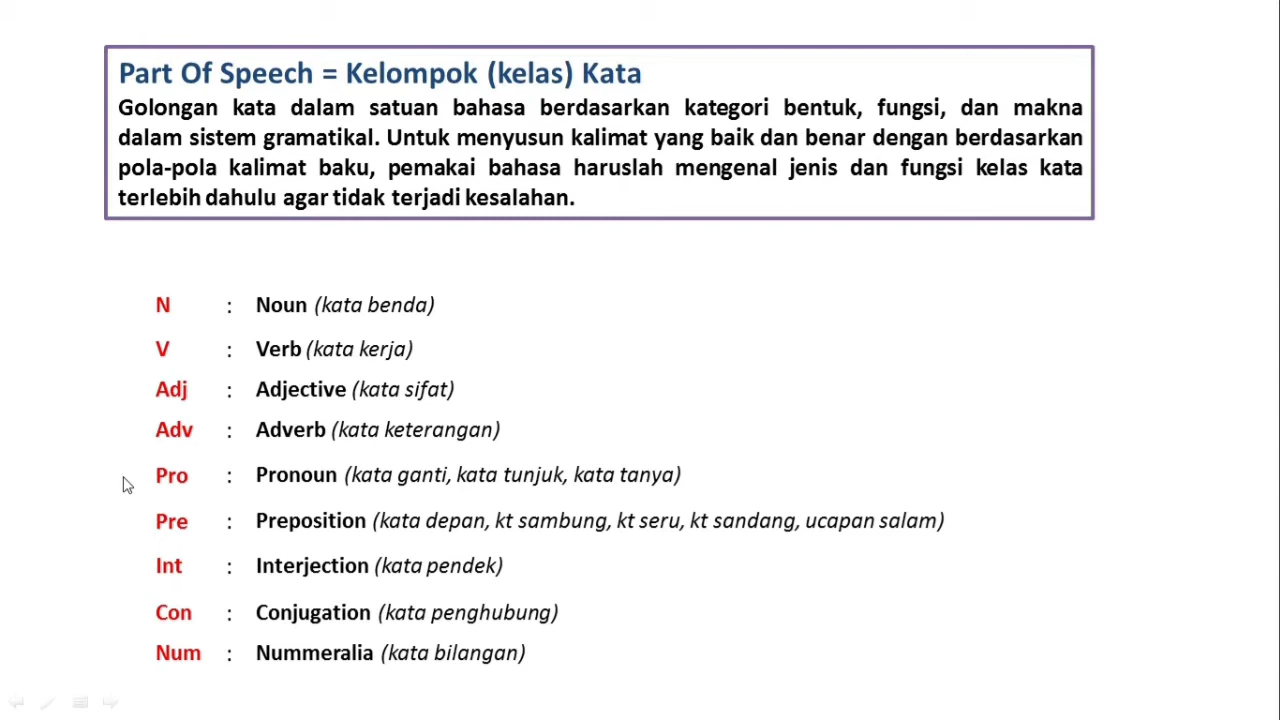 Part Of Speech = Kelompok (kelas) Kata
Golongan kata dalam satuan bahasa berdasarkan kategori bentuk, fungsi, dan makna
dalam sistem gramatikal. Untuk menyusun kalimat yang baik dan benar dengan berdasarkan
pola-pola kalimat baku, pemakai bahasa haruslah mengenal jenis dan fungsi kelas kata
terlebih dahulu agar tidak terjadi kesalahan.
N : Noun (kata benda)
V : Verb (kata kerja)
Adj : Adjective (kata sifat)
Adv : Adverb (kata keterangan)
Pro : Pronoun (kata ganti, kata tunjuk, kata tanya)
Pre : Preposition (kata depan, kt sambung, kt seru, kt sandang, ucapan salam)
Int : Interjection (kata pendek)
Con : Conjugation (kata penghubung)
Num : Nummeralia (kata bilangan)